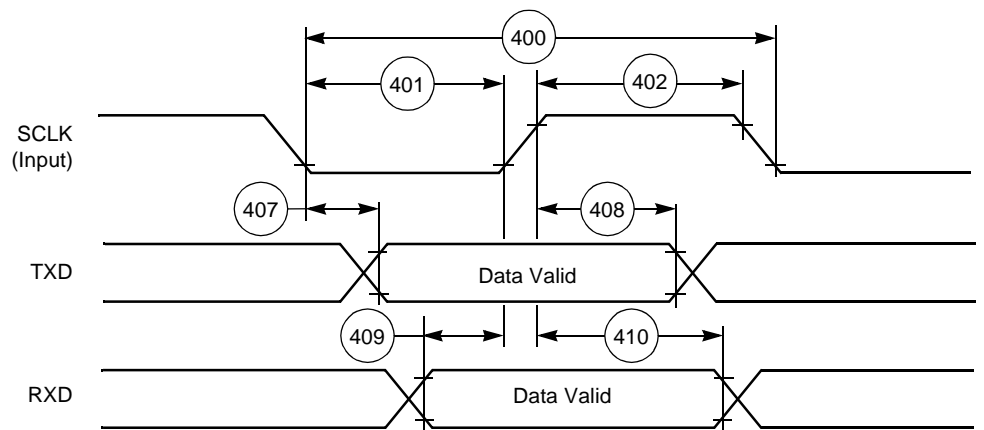 400
401
402
SCLK
(Input)
407
408
TXD
Data Valid
409
410
RXD
Data Valid